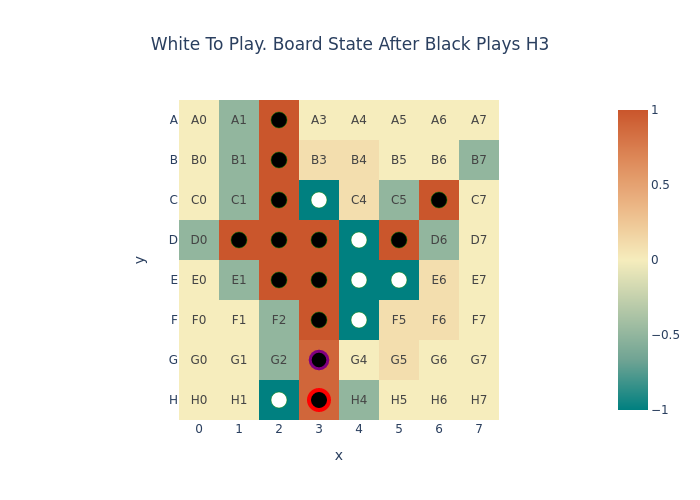 White To Play. Board State After Black Plays H3
A A0 A1 A3 A4 A5 A6 A7
B B0 B1 B3 B4 B5 B6 B7
C C0 C1 C4 C5 C7
D D0 D6 D7
E E0 E1 E6 E7
F F0 F1 F2 F5 F6 F7
G G0 G1 G2 G4 G5 G6 G7
H H0 H1 H4 H5 H6 H7
0 1 2 3 4 5 6 7
x
y
1
0.5
0
−0.5
−1